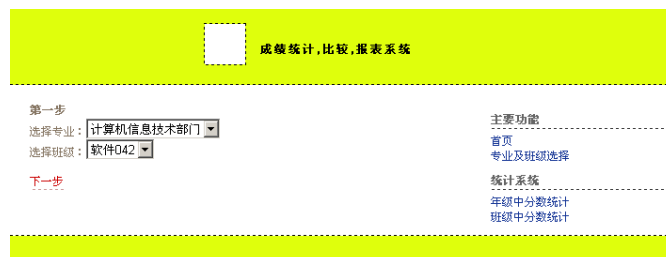 成绩统计,比较,报表系统
第一步
选择专业：计算机信息技术部门
选择班级：软件042
下一步
主要功能
首页
专业及班级选择
统计系统
年级中分数统计
班级中分数统计